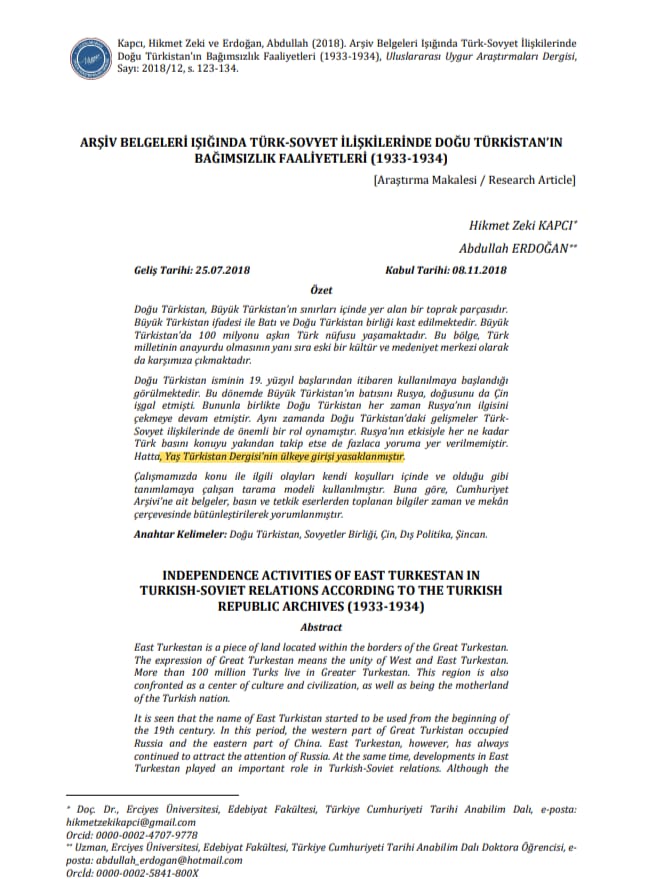 Kapcı, Hikmet Zeki ve Erdoğan, Abdullah (2018). Arşiv Belgeleri Işığında Türk-Sovyet İlişkilerinde
Doğu Türkistan’ın Bağımsızlık Faaliyetleri (1933-1934), Uluslararası Uygur Araştırmaları Dergisi,
Sayı: 2018/12, s. 123-134.
ARŞİV BELGELERI IŞIĞINDA TÜRK-SOVYET İLİŞKİLERİNDE DOĞU TÜRKİSTAN’IN
BAĞIMSIZLIK FAALİYETLERİ (1933-1934)
[Araştırma Makalesi / Research Article]
Hikmet Zeki KAPCI*
Abdullah ERDOĞAN**
Geliş Tarihi: 25.07.2018 Kabul Tarihi: 08.11.2018
Özet
Doğu Türkistan, Büyük Türkistan’ın sınırları içinde yer alan bir toprak parçasıdır.
Büyük Türkistan ifadesi ile Batı ve Doğu Türkistan birliği kast edilmektedir. Büyük
Türkistan’da 100 milyonu aşkın Türk nüfusu yaşamaktadır. Bu bölge, Türk
milletinin anayurdu olmasının yanı sıra eski bir kültür ve medeniyet merkezi olarak
da karşımıza çıkmaktadır.
Doğu Türkistan isminin 19. yüzyıl başlarından itibaren kullanılmaya başlandığı
görülmektedir. Bu dönemde Büyük Türkistan’ın batısını Rusya, doğusunu da Çin
işgal etmişti. Bununla birlikte Doğu Türkistan her zaman Rusya’nın ilgisini
çekmeye devam etmiştir. Aynı zamanda Doğu Türkistan’daki gelişmeler Türk-
Sovyet ilişkilerinde de önemli bir rol oynamıştır. Rusya’nın etkisiyle her ne kadar
Türk basını konuyu yakından takip etse de fazlaca yoruma yer verilmemiştir.
Hatta, Yaş Türkistan Dergisi’nin ülkeye girişi yasaklanmıştır.
Çalışmamızda konu ile ilgili olayları kendi koşulları içinde ve olduğu gibi
tanımlamaya çalışan tarama modeli kullanılmıştır. Buna göre, Cumhuriyet
Arşivi’ne ait belgeler, basın ve tetkik eserlerden toplanan bilgiler zaman ve mekân
çerçevesinde bütünleştirilerek yorumlanmıştır.
Anahtar Kelimeler: Doğu Türkistan, Sovyetler Birliği, Çin, Dış Politika, Şincan.
INDEPENDENCE ACTIVITIES OF EAST TURKESTAN IN
TURKISH-SOVIET RELATIONS ACCORDING TO THE TURKISH
REPUBLIC ARCHIVES (1933-1934)
Abstract
East Turkestan is a piece of land located within the borders of the Great Turkestan.
The expression of Great Turkestan means the unity of West and East Turkestan.
More than 100 million Turks live in Greater Turkestan. This region is also
confronted as a center of culture and civilization, as well as being the motherland
of the Turkish nation.
It is seen that the name of East Turkistan started to be used from the beginning of
the 19th century. In this period, the western part of Great Turkistan occupied
Russia and the eastern part of China. East Turkestan, however, has always
continued to attract the attention of Russia. At the same time, developments in East
Turkestan played an important role in Turkish-Soviet relations. Although the
* Doç. Dr., Erciyes Üniversitesi, Edebiyat Fakültesi, Türkiye Cumhuriyeti Tarihi Anabilim Dalı, e-posta:
hikmetzekikapci@gmail.com
Orcid: 0000-0002-4707-9778
** Uzman, Erciyes Üniversitesi, Edebiyat Fakültesi, Türkiye Cumhuriyeti Tarihi Anabilim Dalı Doktora Öğrencisi, e-
posta: abdullah_erdogan@hotmail.com
Orcİd: 0000-0002-5841-800X